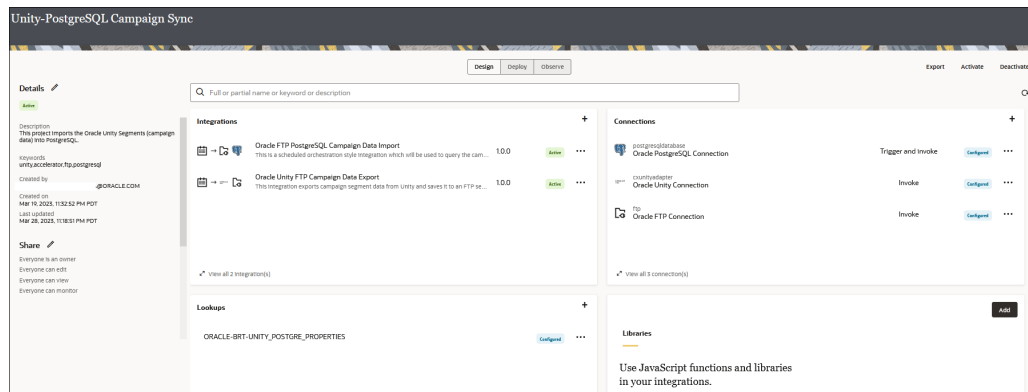 Unity-PostgreSQL Campaign Sync
Design Deploy Observe
Export Activate Deactivate
Details
Active
Description
This project imports the Oracle Unity Segments (campaign
data) into PostgreSQL.
Keywords
unity,accelerator,ftp,postgresql
Created by
@ORACLE.COM
Created on
Mar 19, 2023, 11:32:52 PM PDT
Last updated
Mar 28, 2023, 11:18:51 PM PDT
Share
Everyone is an owner
Everyone can edit
Everyone can view
Everyone can monitor
Full or partial name or keyword or description
Integrations
+
Oracle FTP PostgreSQL Campaign Data Import
This is a scheduled orchestration style integration which will be used to query the cam...
1.0.0
Active
...
Oracle Unity FTP Campaign Data Export
This integration exports campaign segment data from Unity and saves it to an FTP se...
1.0.0
Active
...
View all 2 integration(s)
Connections
+
postgresqldatabase
Oracle PostgreSQL Connection
Trigger and invoke
Configured
...
cxunityadapter
Oracle Unity Connection
Invoke
Configured
...
ftp
Oracle FTP Connection
Invoke
Configured
...
View all 3 connection(s)
Lookups
+
ORACLE-BRT-UNITY_POSTGRE_PROPERTIES
Configured
...
Add
Libraries
Use JavaScript functions and libraries
in your integrations.